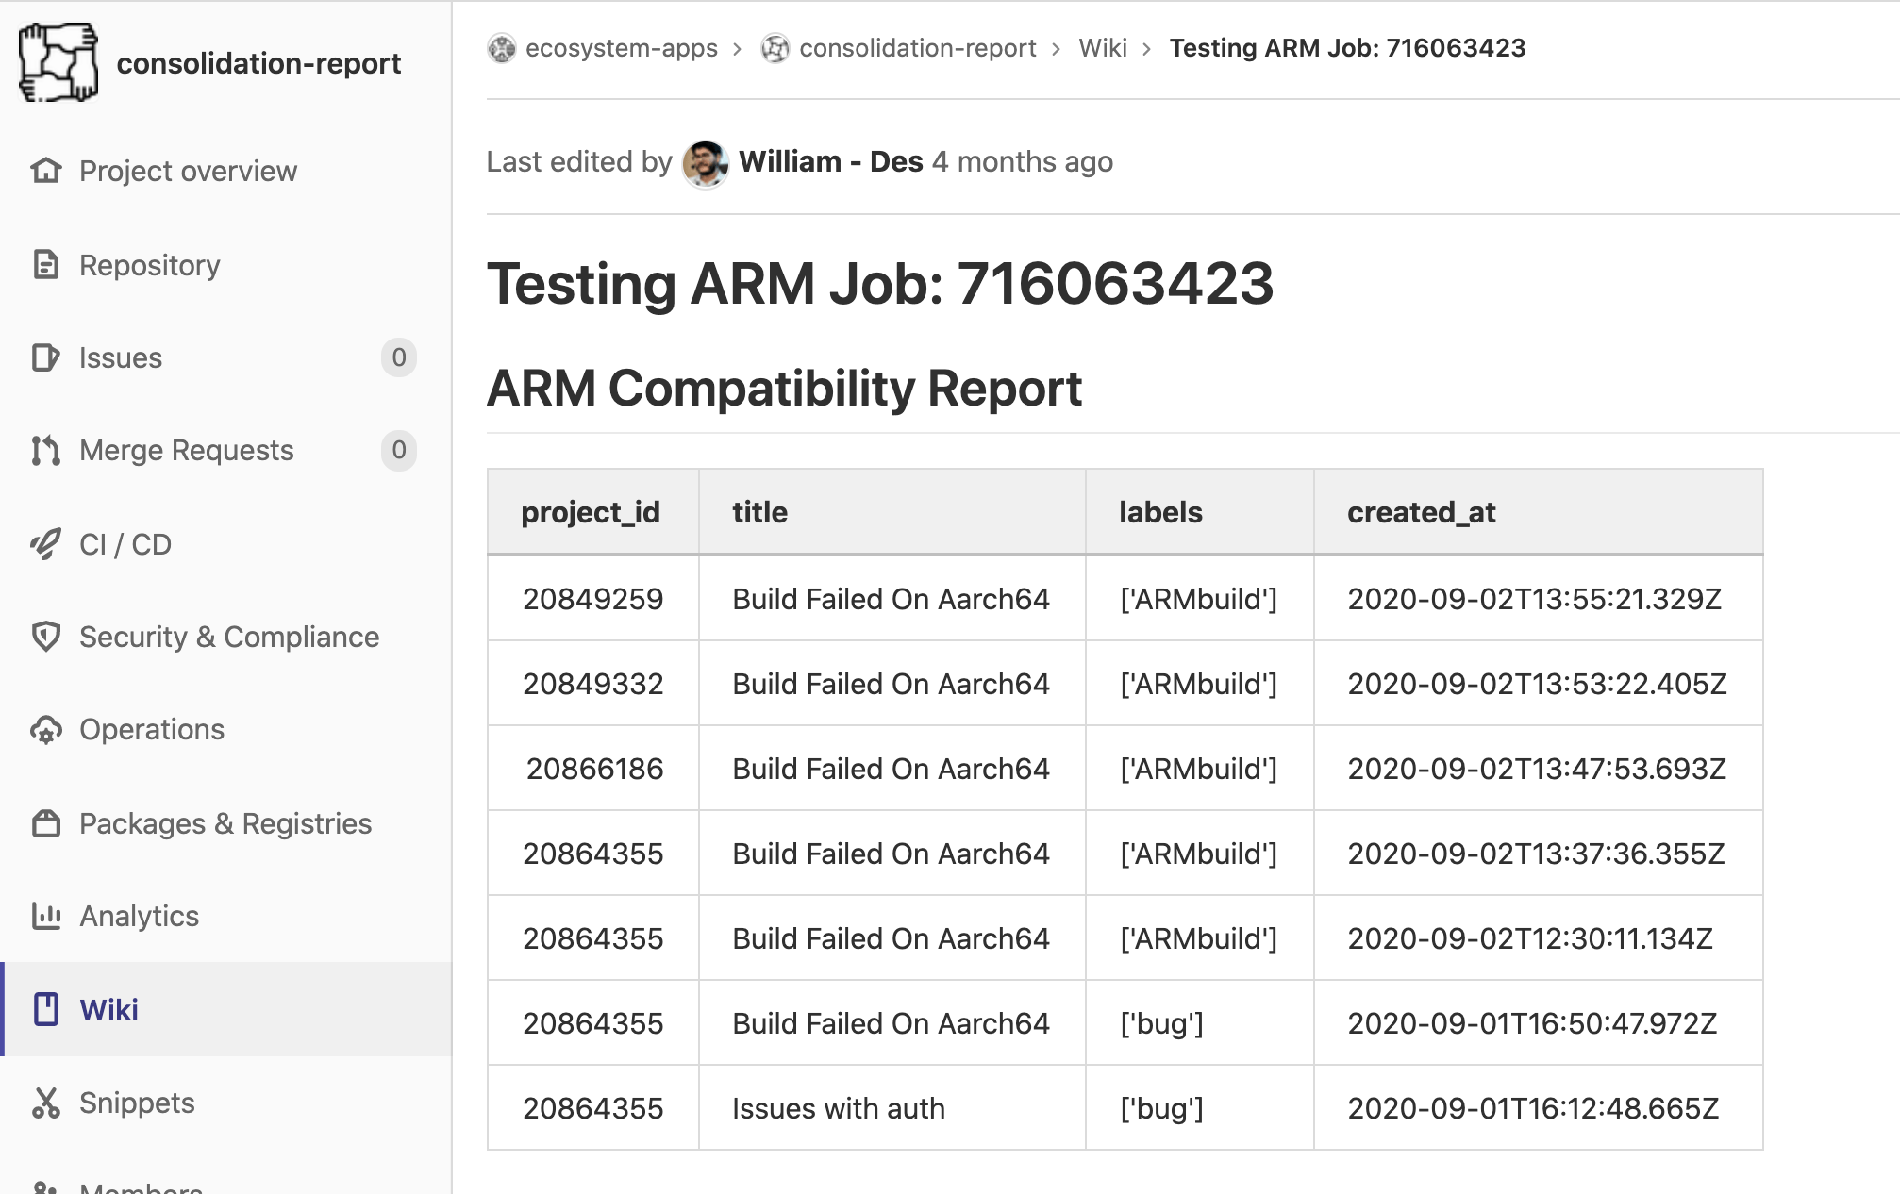 consolidation-report
Project overview
Repository
Issues 0
Merge Requests 0
CI / CD
Security & Compliance
Operations
Packages & Registries
Analytics
Wiki
Snippets
Members
ecosystem-apps › consolidation-report › Wiki › Testing ARM Job: 716063423
Last edited by William - Des 4 months ago
Testing ARM Job: 716063423
ARM Compatibility Report
project_id title labels created_at
20849259 Build Failed On Aarch64 ['ARMbuild'] 2020-09-02T13:55:21.329Z
20849332 Build Failed On Aarch64 ['ARMbuild'] 2020-09-02T13:53:22.405Z
20866186 Build Failed On Aarch64 ['ARMbuild'] 2020-09-02T13:47:53.693Z
20864355 Build Failed On Aarch64 ['ARMbuild'] 2020-09-02T13:37:36.355Z
20864355 Build Failed On Aarch64 ['ARMbuild'] 2020-09-02T12:30:11.134Z
20864355 Build Failed On Aarch64 ['bug'] 2020-09-01T16:50:47.972Z
20864355 Issues with auth ['bug'] 2020-09-01T16:12:48.665Z